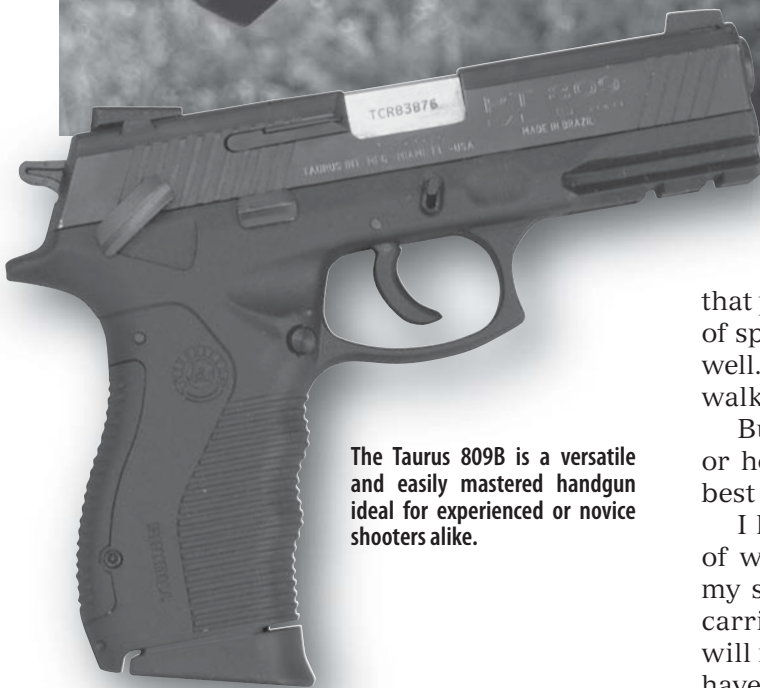 TCR83876
PT 809
MADE IN BRAZIL
TAURUS INT. MFG - MIAMI FL - USA
The Taurus 809B is a versatile
and easily mastered handgun
ideal for experienced or novice
shooters alike.
that
of sp
well.
walk
Bu
or h
best
I
of w
my s
carri
will
have